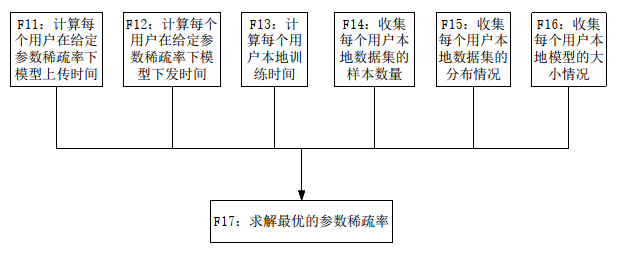 F11: 计算每
个用户在给定
参数稀疏率下
模型上传时间
F12: 计算每个
用户在给定参
数稀疏率下模
型下发时间
F13: 计
算每个用
户本地训
练时间
F14: 收集
每个用户本
地数据集的
样本数量
F15: 收集
每个用户本
地数据集的
分布情况
F16: 收集
每个用户本
地模型的大
小情况
F17: 求解最优的参数稀疏率